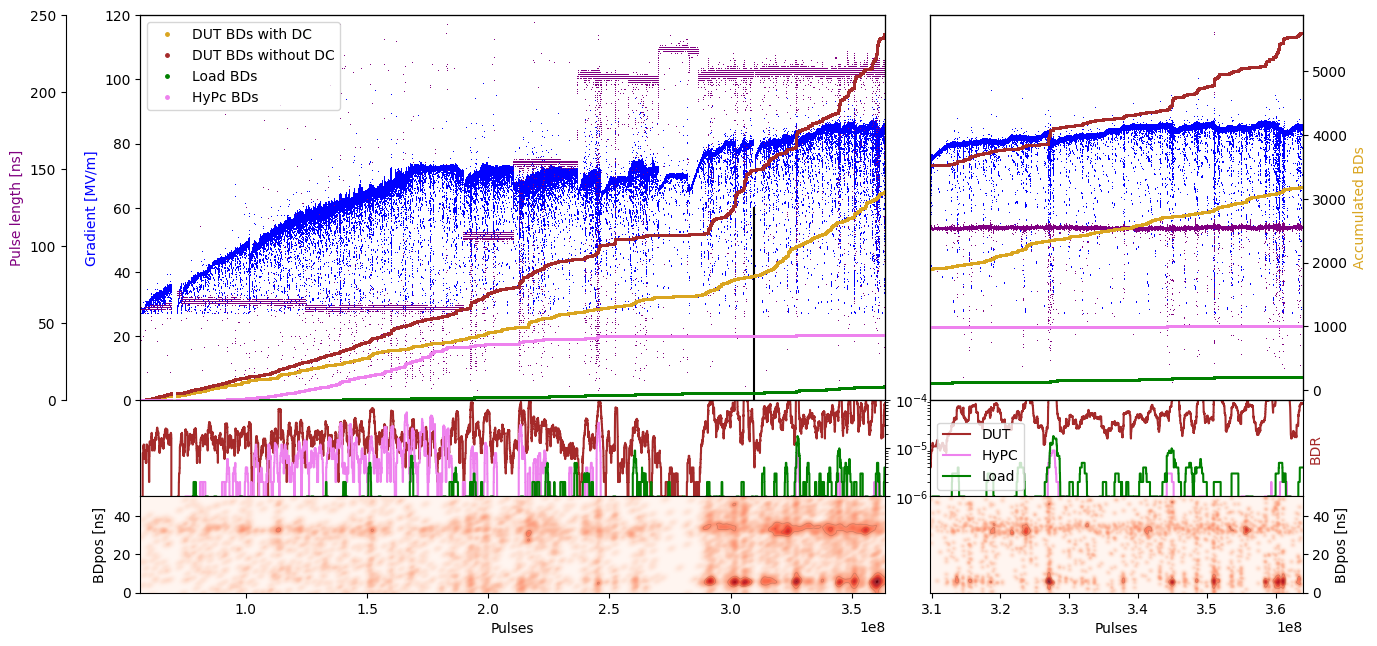 250
200
150
100
50
0
Pulse length [ns]
120
100
80
60
40
20
0
Gradient [MV/m]
DUT BDs with DC
DUT BDs without DC
Load BDs
HyPc BDs
5000
4000
3000
2000
1000
0
Accumulated BDs
10⁻⁴
10⁻⁵
10⁻⁶
DUT
HyPC
Load
BDR
40
20
0
BDpos [ns]
40
20
0
BDpos [ns]
1.0 1.5 2.0 2.5 3.0 3.5
1e8
Pulses
3.1 3.2 3.3 3.4 3.5 3.6
1e8
Pulses